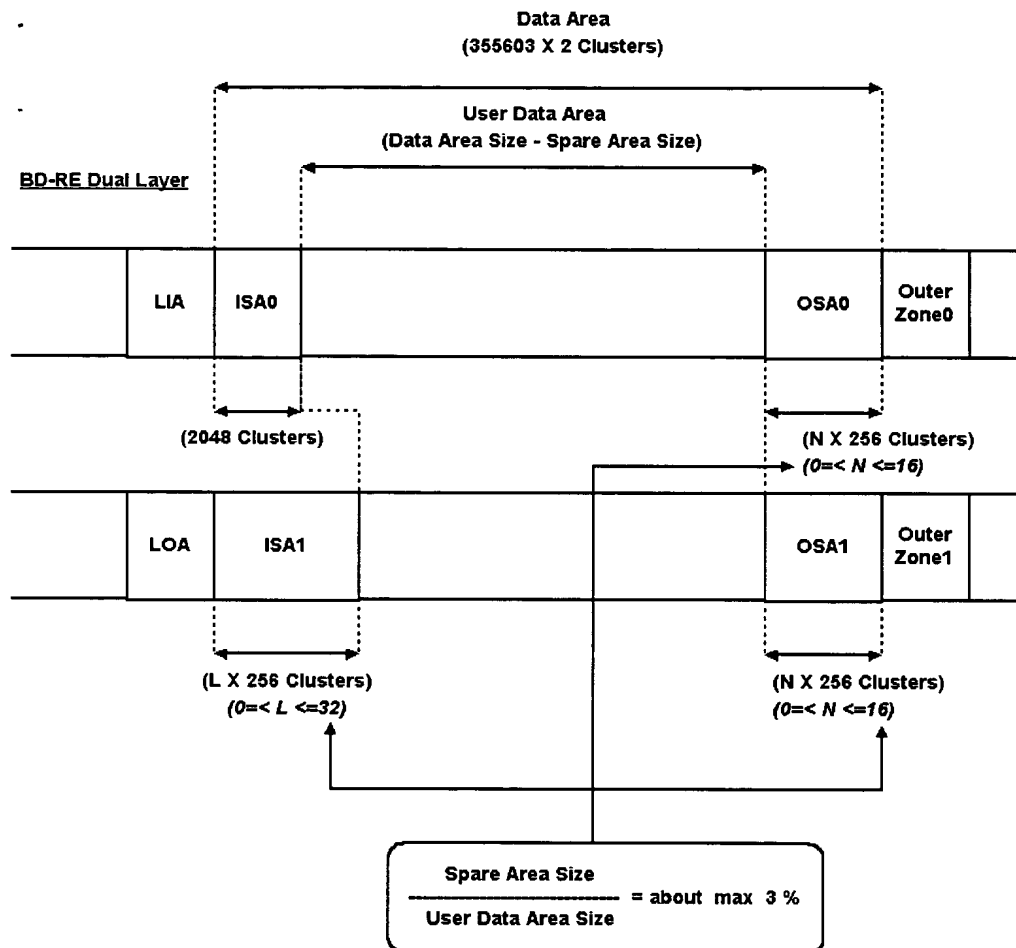 Data Area
(355603 X 2 Clusters)
User Data Area
(Data Area Size - Spare Area Size)
BD-RE Dual Layer
LIA
ISA0
OSA0
Outer
Zone0
(2048 Clusters)
(N X 256 Clusters)
(0=< N <=16)
LOA
ISA1
OSA1
Outer
Zone1
(L X 256 Clusters)
(0=< L <=32)
(N X 256 Clusters)
(0=< N <=16)
Spare Area Size
= about max 3 %
User Data Area Size